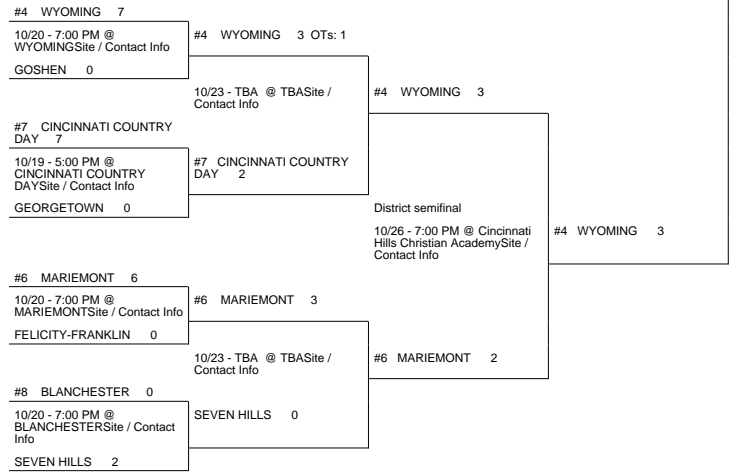 #4 WYOMING 7
10/20 - 7:00 PM @
WYOMINGSite / Contact Info
GOSHEN 0
#4 WYOMING 3 OTs: 1
10/23 - TBA @ TBASite /
Contact Info
#7 CINCINNATI COUNTRY
DAY 7
10/19 - 5:00 PM @
CINCINNATI COUNTRY
DAYSite / Contact Info
GEORGETOWN 0
#7 CINCINNATI COUNTRY
DAY 2
#4 WYOMING 3
District semifinal
10/26 - 7:00 PM @ Cincinnati
Hills Christian AcademySite /
Contact Info
#4 WYOMING 3
#6 MARIEMONT 6
10/20 - 7:00 PM @
MARIEMONTSite / Contact Info
FELICITY-FRANKLIN 0
#6 MARIEMONT 3
10/23 - TBA @ TBASite /
Contact Info
#6 MARIEMONT 2
#8 BLANCHESTER 0
10/20 - 7:00 PM @
BLANCHESTERSite / Contact
Info
SEVEN HILLS 2
SEVEN HILLS 0